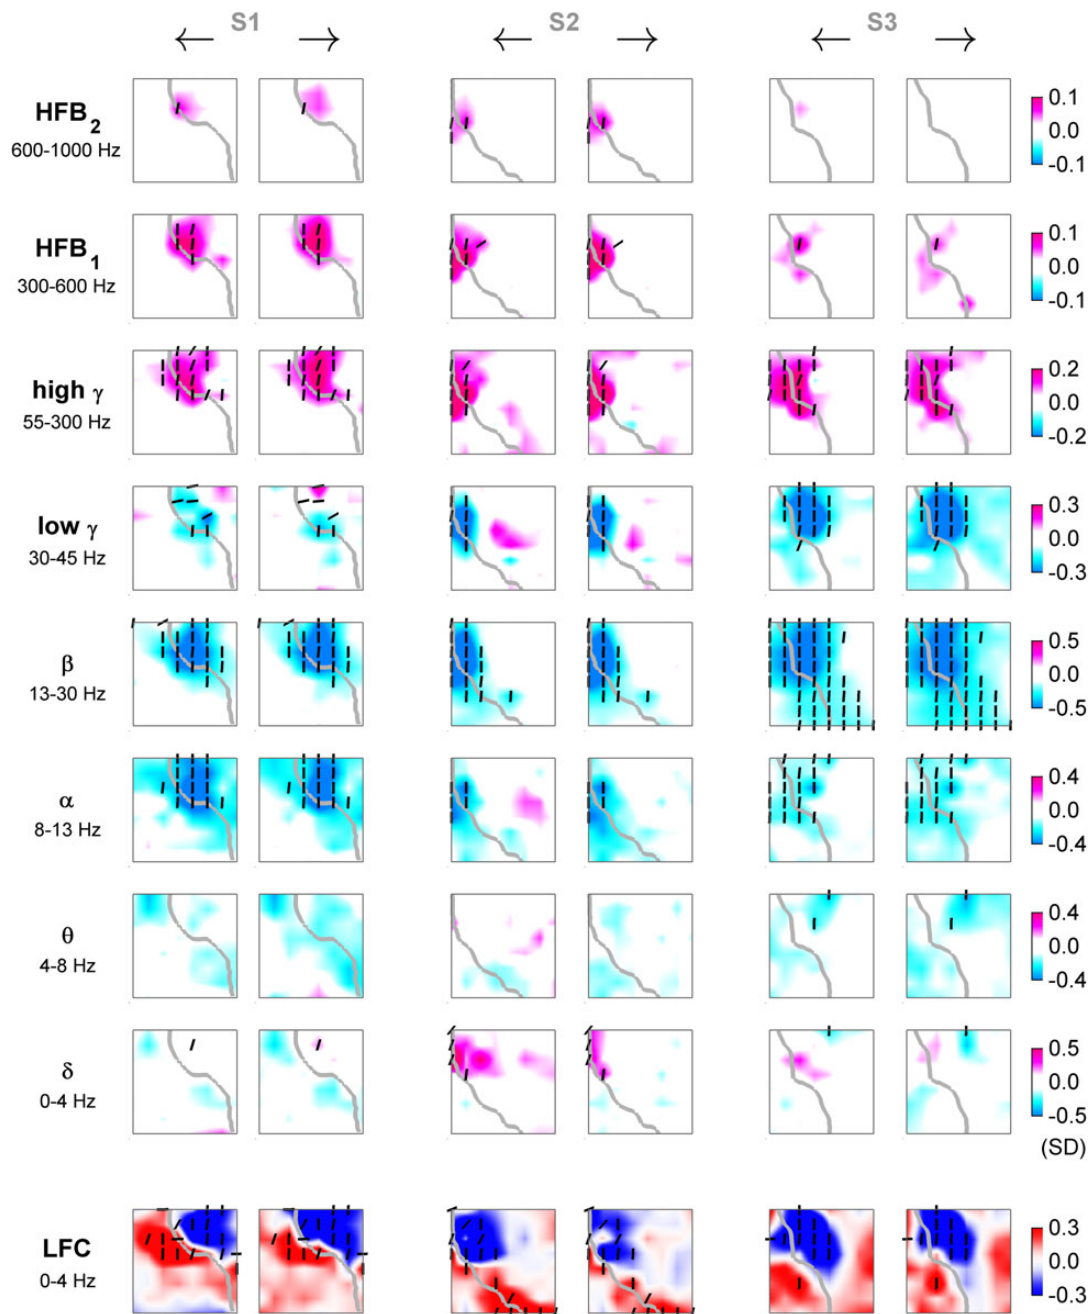 S1 S2 S3
← → ← → ← →
HFB₂
600-1000 Hz
0.1
0.0
-0.1
HFB₁
300-600 Hz
0.1
0.0
-0.1
high γ
55-300 Hz
0.2
0.0
-0.2
low γ
30-45 Hz
0.3
0.0
-0.3
β
13-30 Hz
0.5
0.0
-0.5
α
8-13 Hz
0.4
0.0
-0.4
θ
4-8 Hz
0.4
0.0
-0.4
δ
0-4 Hz
0.5
0.0
-0.5
(SD)
LFC
0-4 Hz
0.3
0.0
-0.3